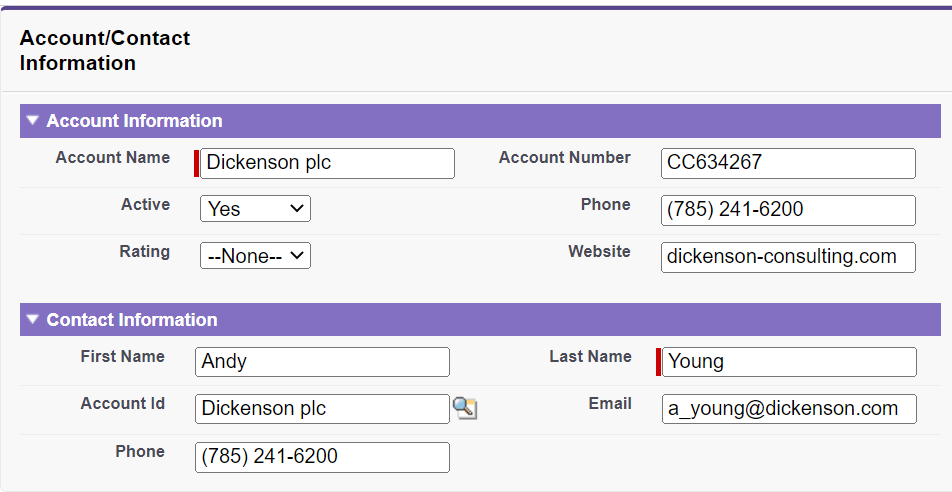 Account/Contact
Information
Account Information
Account Name Dickenson plc Account Number CC634267
Active Yes Phone (785) 241-6200
Rating --None-- Website dickenson-consulting.com
Contact Information
First Name Andy Last Name Young
Account Id Dickenson plc Email a_young@dickenson.com
Phone (785) 241-6200